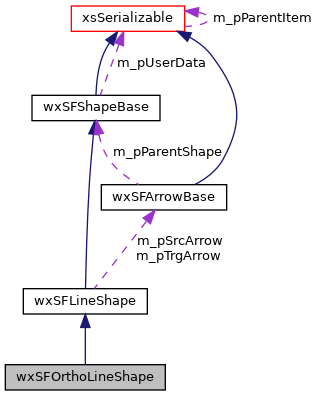 xsSerializable
m_pParentItem
m_pUserData
wxSFShapeBase
m_pParentShape
wxSFArrowBase
m_pSrcArrow
m_pTrgArrow
wxSFLineShape
wxSFOrthoLineShape